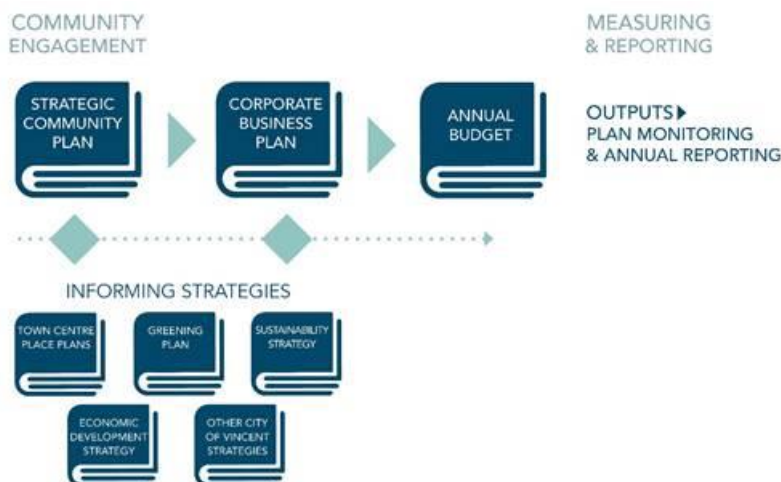 COMMUNITY
ENGAGEMENT
MEASURING
& REPORTING
STRATEGIC
COMMUNITY
PLAN
CORPORATE
BUSINESS
PLAN
ANNUAL
BUDGET
OUTPUTS▶
PLAN MONITORING
& ANNUAL REPORTING
INFORMING STRATEGIES
TOWN CENTRE
PLACE PLANS
GREENING
PLAN
SUSTAINABILITY
STRATEGY
ECONOMIC
DEVELOPMENT
STRATEGY
OTHER CITY
OF VINCENT
STRATEGIES